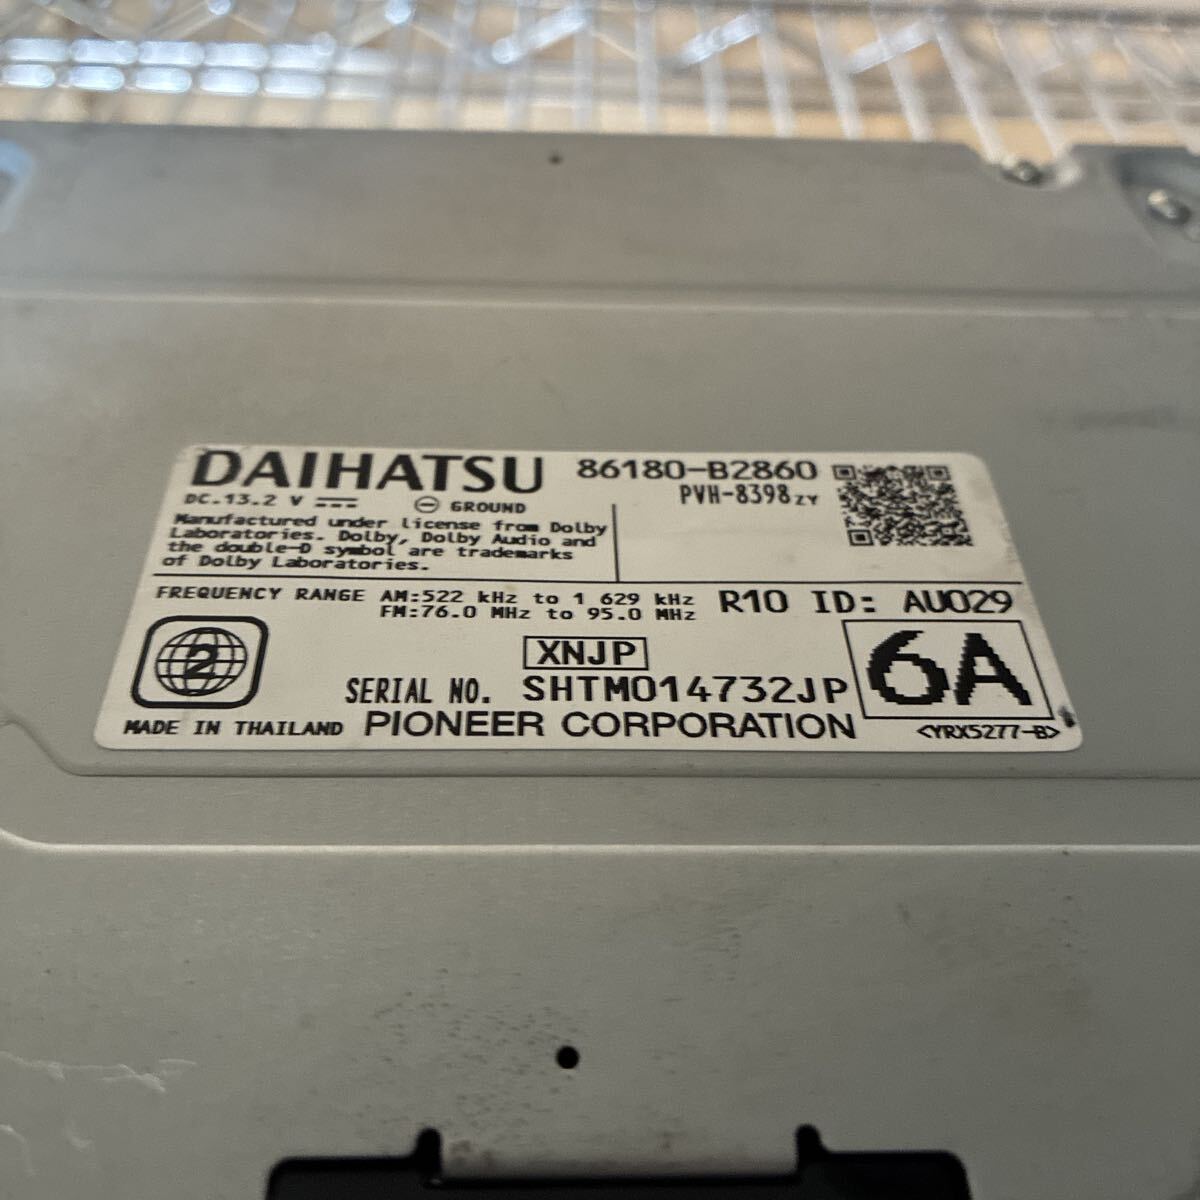 DAIHATSU 86180-B2860
DC.13.2 V GROUND PVH-8398ZY
Manufactured under license from Dolby
Laboratories. Dolby, Dolby Audio and
the double-D symbol are trademarks
of Dolby Laboratories.
FREQUENCY RANGE AM:522 kHz to 1 629 kHz R10 ID: AU029
FM:76.0 MHz to 95.0 MHz
2 XNJP 6A
SERIAL NO. SHTM014732JP
MADE IN THAILAND PIONEER CORPORATION <YRX5277-B>